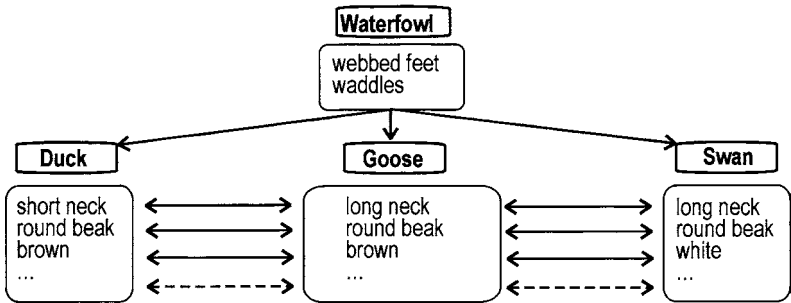 Waterfowl
webbed feet
waddles
Duck
Goose
Swan
short neck
round beak
brown
...
long neck
round beak
brown
...
long neck
round beak
white
...